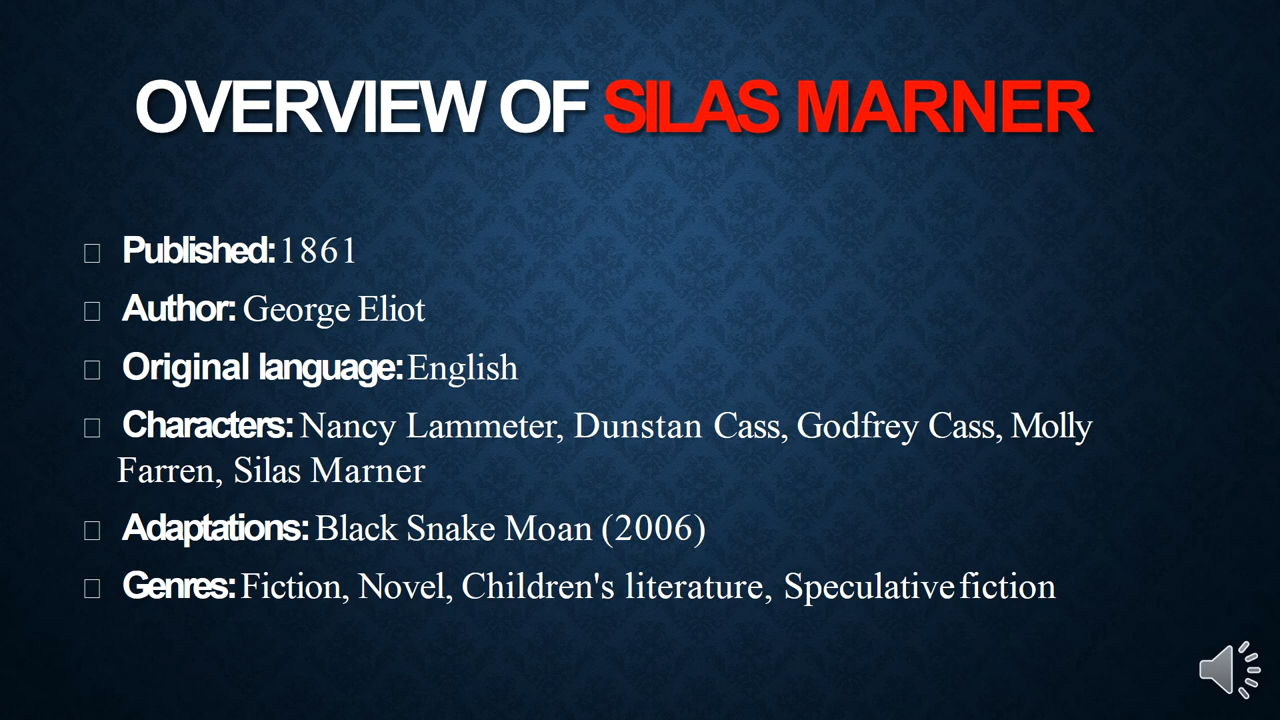 OVERVIEW OF SILAS MARNER
Published: 1861
Author: George Eliot
Original language: English
Characters: Nancy Lammeter, Dunstan Cass, Godfrey Cass, Molly
Farren, Silas Marner
Adaptations: Black Snake Moan (2006)
Genres: Fiction, Novel, Children's literature, Speculative fiction